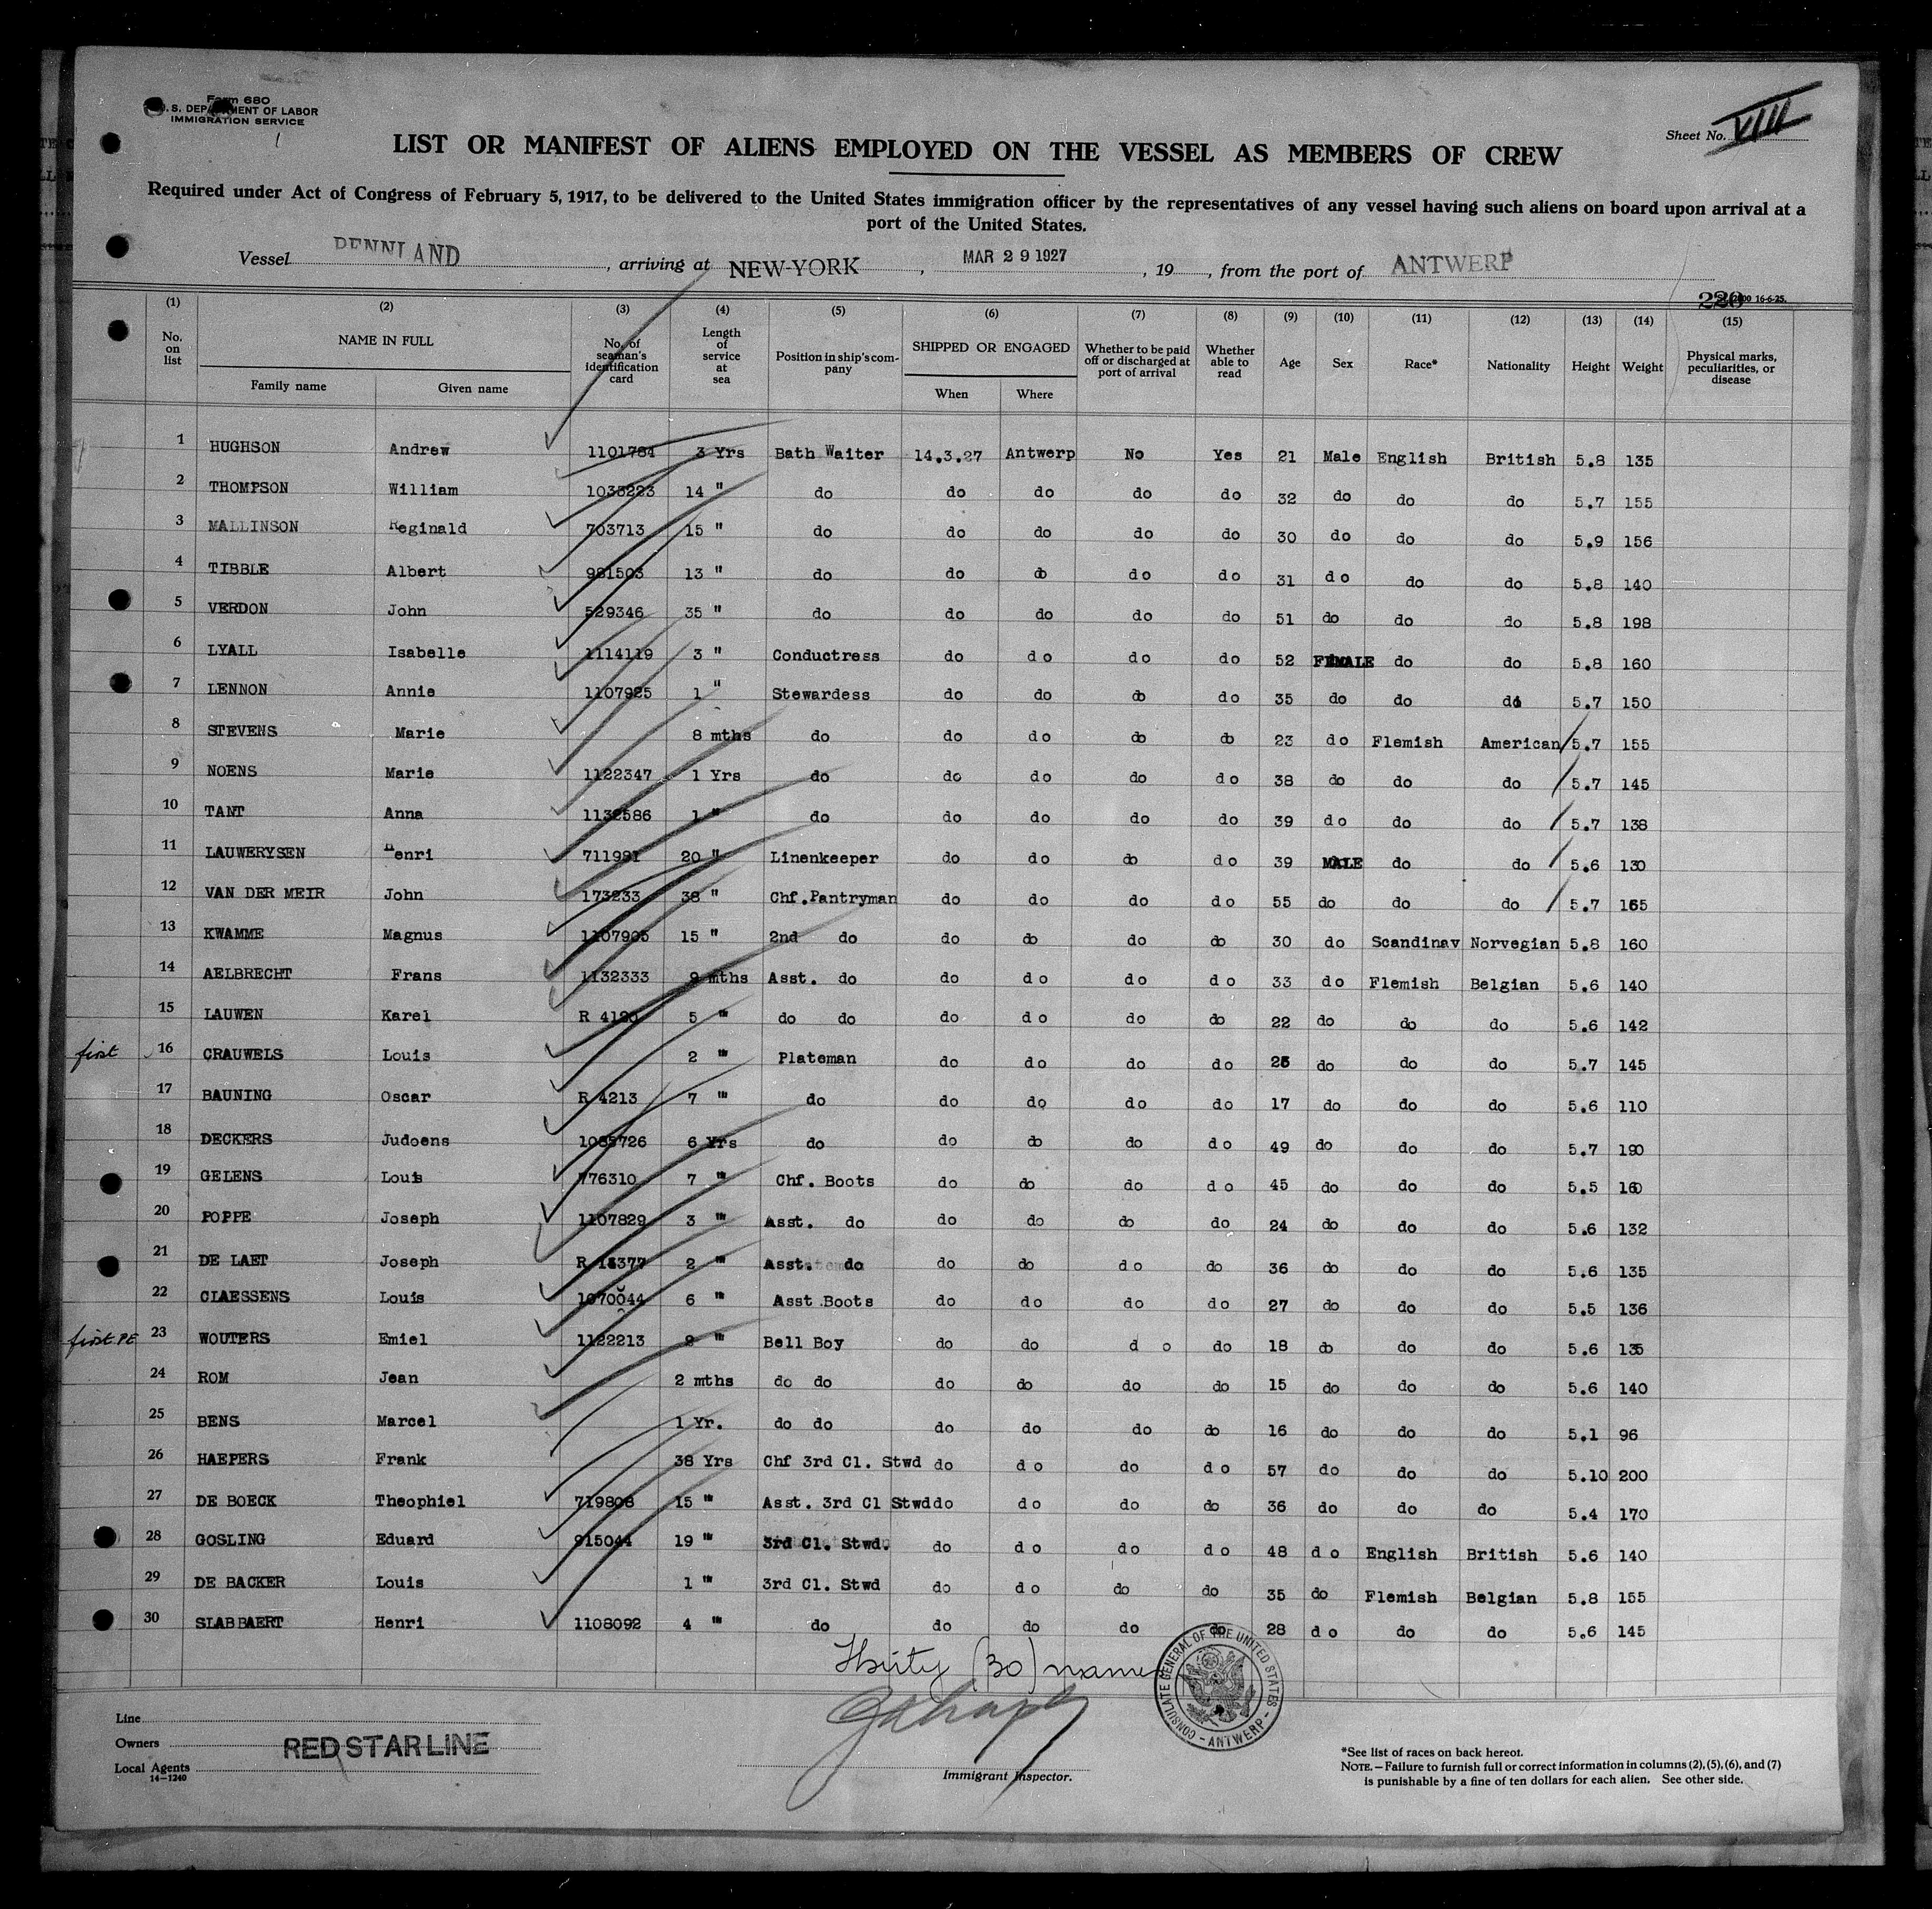 Form 680
U. S. DEPARTMENT OF LABOR
IMMIGRATION SERVICE
Sheet No. VIII
LIST OR MANIFEST OF ALIENS EMPLOYED ON THE VESSEL AS MEMBERS OF CREW
Required under Act of Congress of February 5, 1917, to be delivered to the United States immigration officer by the representatives of any vessel having such aliens on board upon arrival at a
port of the United States.
Vessel PENNLAND, arriving at NEW-YORK, MAR 29 1927, 19, from the port of ANTWERP
(1) (2) (3) (4) (5) (6) (7) (8) (9) (10) (11) (12) (13) (14) (15)
No. on list NAME IN FULL Family name Given name No. of seaman's identification card Length of service at sea Position in ship's company SHIPPED OR ENGAGED When Where Whether to be paid off or discharged at port of arrival Whether able to read Age Sex Race* Nationality Height Weight Physical marks, peculiarities, or disease
1 HUGHSON Andrew 1101784 3 Yrs Bath Waiter 14.3.27 Antwerp No Yes 21 Male English British 5.8 135
2 THOMPSON William 1033223 14 " do do do do do 32 do do do 5.7 155
3 MALLINSON Reginald 703713 15 " do do do do do 30 do do do 5.9 156
4 TIBBLE Albert 981503 13 " do do do do do 31 do do do 5.8 140
5 VERDON John 529346 35 " do do do do do 51 do do do 5.8 198
6 LYALL Isabelle 1114119 3 " Conductress do do do do 52 FEMALE do do 5.8 160
7 LENNON Annie 1107925 1 " Stewardess do do do do 35 do do do 5.7 150
8 STEVENS Marie 8 mths do do do do do 23 do Flemish American 5.7 155
9 NOENS Marie 1122347 1 Yrs do do do do do 38 do do do 5.7 145
10 TANT Anna 1132586 1 " do do do do do 39 do do do 5.7 138
11 LAUWERYSEN Henri 711991 20 " Linenkeeper do do do do 39 MALE do do 5.6 130
12 VAN DER MEIR John 173233 38 " Chf.Pantryman do do do do 55 do do do 5.7 165
13 KWAMME Magnus 1107905 15 " 2nd do do do do do 30 do Scandinav Norwegian 5.8 160
14 AELBRECHT Frans 1132333 9 mths Asst. do do do do do 33 do Flemish Belgian 5.6 140
15 LAUWEN Karel R 4190 5 " do do do do do do 22 do do do 5.6 142
first 16 CRAUWELS Louis 2 " Plateman do do do do 25 do do do 5.7 145
17 BAUNING Oscar R 4213 7 " do do do do do 17 do do do 5.6 110
18 DECKERS Judoens 1085726 6 Yrs do do do do do 49 do do do 5.7 190
19 GELENS Louis 776310 7 " Chf. Boots do do do do 45 do do do 5.5 160
20 POPPE Joseph 1107829 3 " Asst. do do do do do 24 do do do 5.6 132
21 DE LAET Joseph R 18377 2 " Asst. do do do do do 36 do do do 5.6 135
22 CLAESSENS Louis 1070044 6 " Asst Boots do do do do 27 do do do 5.5 136
first PE 23 WOUTERS Emiel 1122213 2 " Bell Boy do do do do 18 do do do 5.6 135
24 ROM Jean 2 mths do do do do do do 15 do do do 5.6 140
25 BENS Marcel 1 Yr. do do do do do do 16 do do do 5.1 96
26 HAEPERS Frank 38 Yrs Chf 3rd Cl. Stwd do do do do 57 do do do 5.10 200
27 DE BOECK Theophiel 719808 15 " Asst. 3rd Cl Stwd do do do do 36 do do do 5.4 170
28 GOSLING Eduard 915044 19 " 3rd Cl. Stwd. do do do do 48 do English British 5.6 140
29 DE BACKER Louis 1 " 3rd Cl. Stwd do do do do 35 do Flemish Belgian 5.8 155
30 SLABBAERT Henri 1108092 4 " do do do do do 28 do do do 5.6 145
Thirty (30) names
CONSULATE GENERAL OF THE UNITED STATES - ANTWERP -
Line
Owners RED STAR LINE
Local Agents
14-1240
Immigrant Inspector.
*See list of races on back hereof.
NOTE.—Failure to furnish full or correct information in columns (2), (5), (6), and (7)
is punishable by a fine of ten dollars for each alien. See other side.